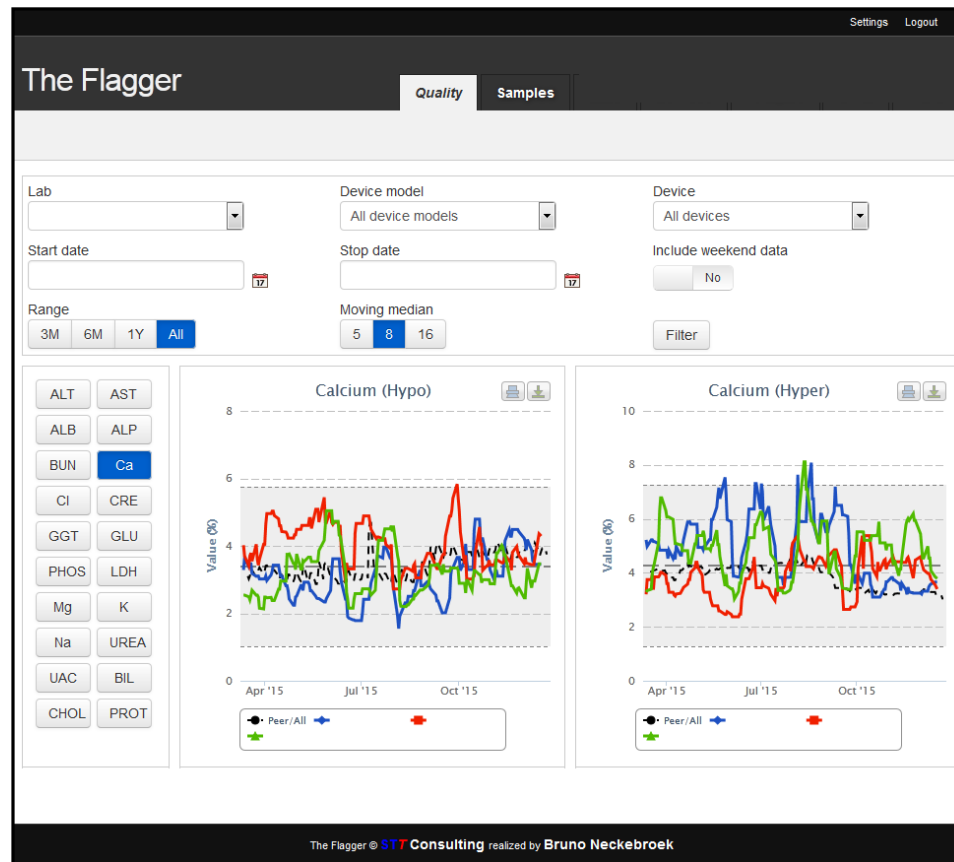 Settings Logout
The Flagger
Quality Samples
Lab Device model Device
All device models All devices
Start date Stop date Include weekend data
17 17 No
Range Moving median
3M 6M 1Y All 5 8 16 Filter
ALT AST
ALB ALP
BUN Ca
Cl CRE
GGT GLU
PHOS LDH
Mg K
Na UREA
UAC BIL
CHOL PROT
Calcium (Hypo)
Value (%)
8
6
4
2
0
Apr '15 Jul '15 Oct '15
Peer/All
Calcium (Hyper)
Value (%)
10
8
6
4
2
0
Apr '15 Jul '15 Oct '15
Peer/All
The Flagger © STT Consulting realized by Bruno Neckebroek